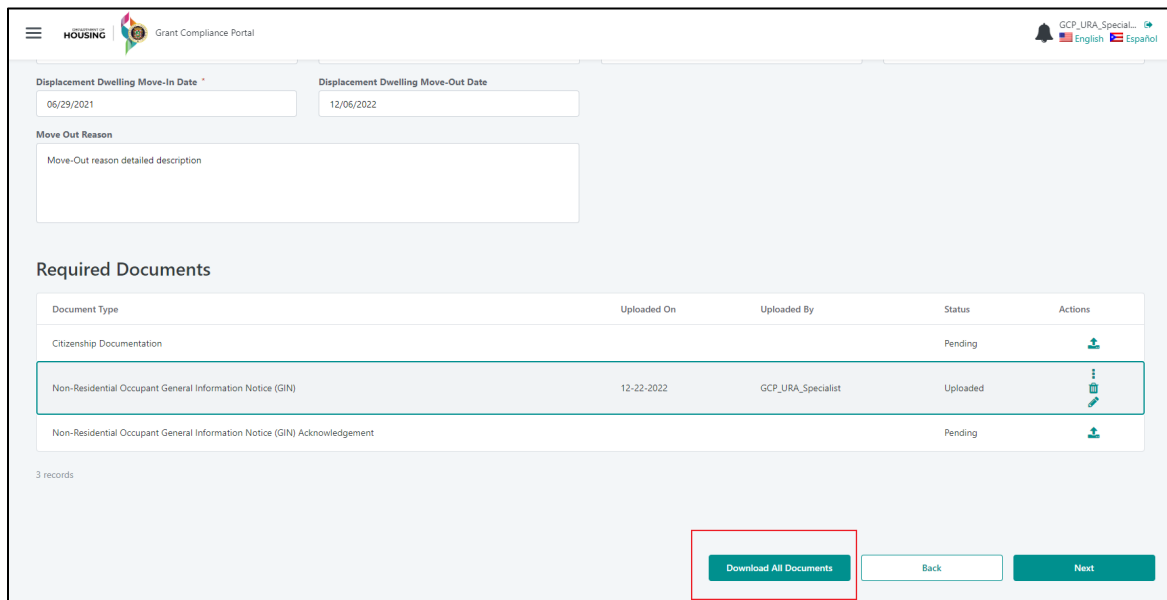 DEPARTMENT OF
HOUSING
Grant Compliance Portal
GCP_URA_Special...
English Español
Displacement Dwelling Move-In Date * Displacement Dwelling Move-Out Date
06/29/2021 12/06/2022
Move Out Reason
Move-Out reason detailed description
Required Documents
Document Type Uploaded On Uploaded By Status Actions
Citizenship Documentation Pending
Non-Residential Occupant General Information Notice (GIN) 12-22-2022 GCP_URA_Specialist Uploaded
Non-Residential Occupant General Information Notice (GIN) Acknowledgement Pending
3 records
Download All Documents Back Next